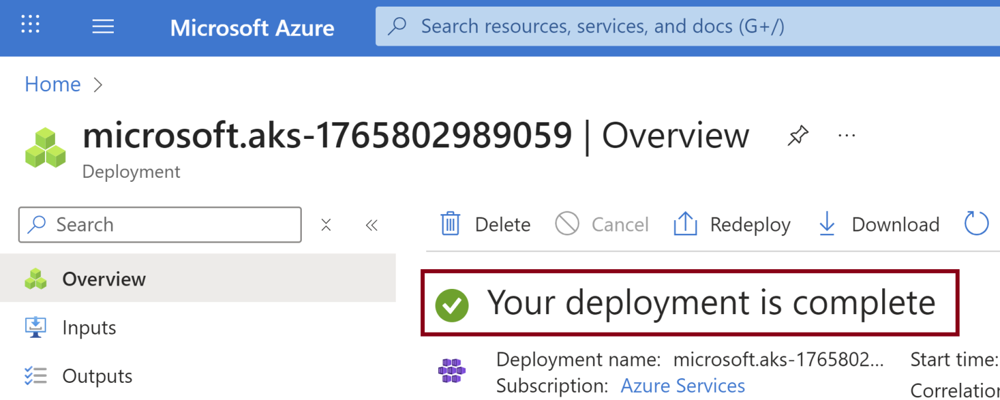 Microsoft Azure
Search resources, services, and docs (G+/)
Home
microsoft.aks-1765802989059 | Overview
Deployment
Search
Delete
Cancel
Redeploy
Download
Overview
Inputs
Outputs
Your deployment is complete
Deployment name: microsoft.aks-1765802...
Subscription: Azure Services
Start time:
Correlation